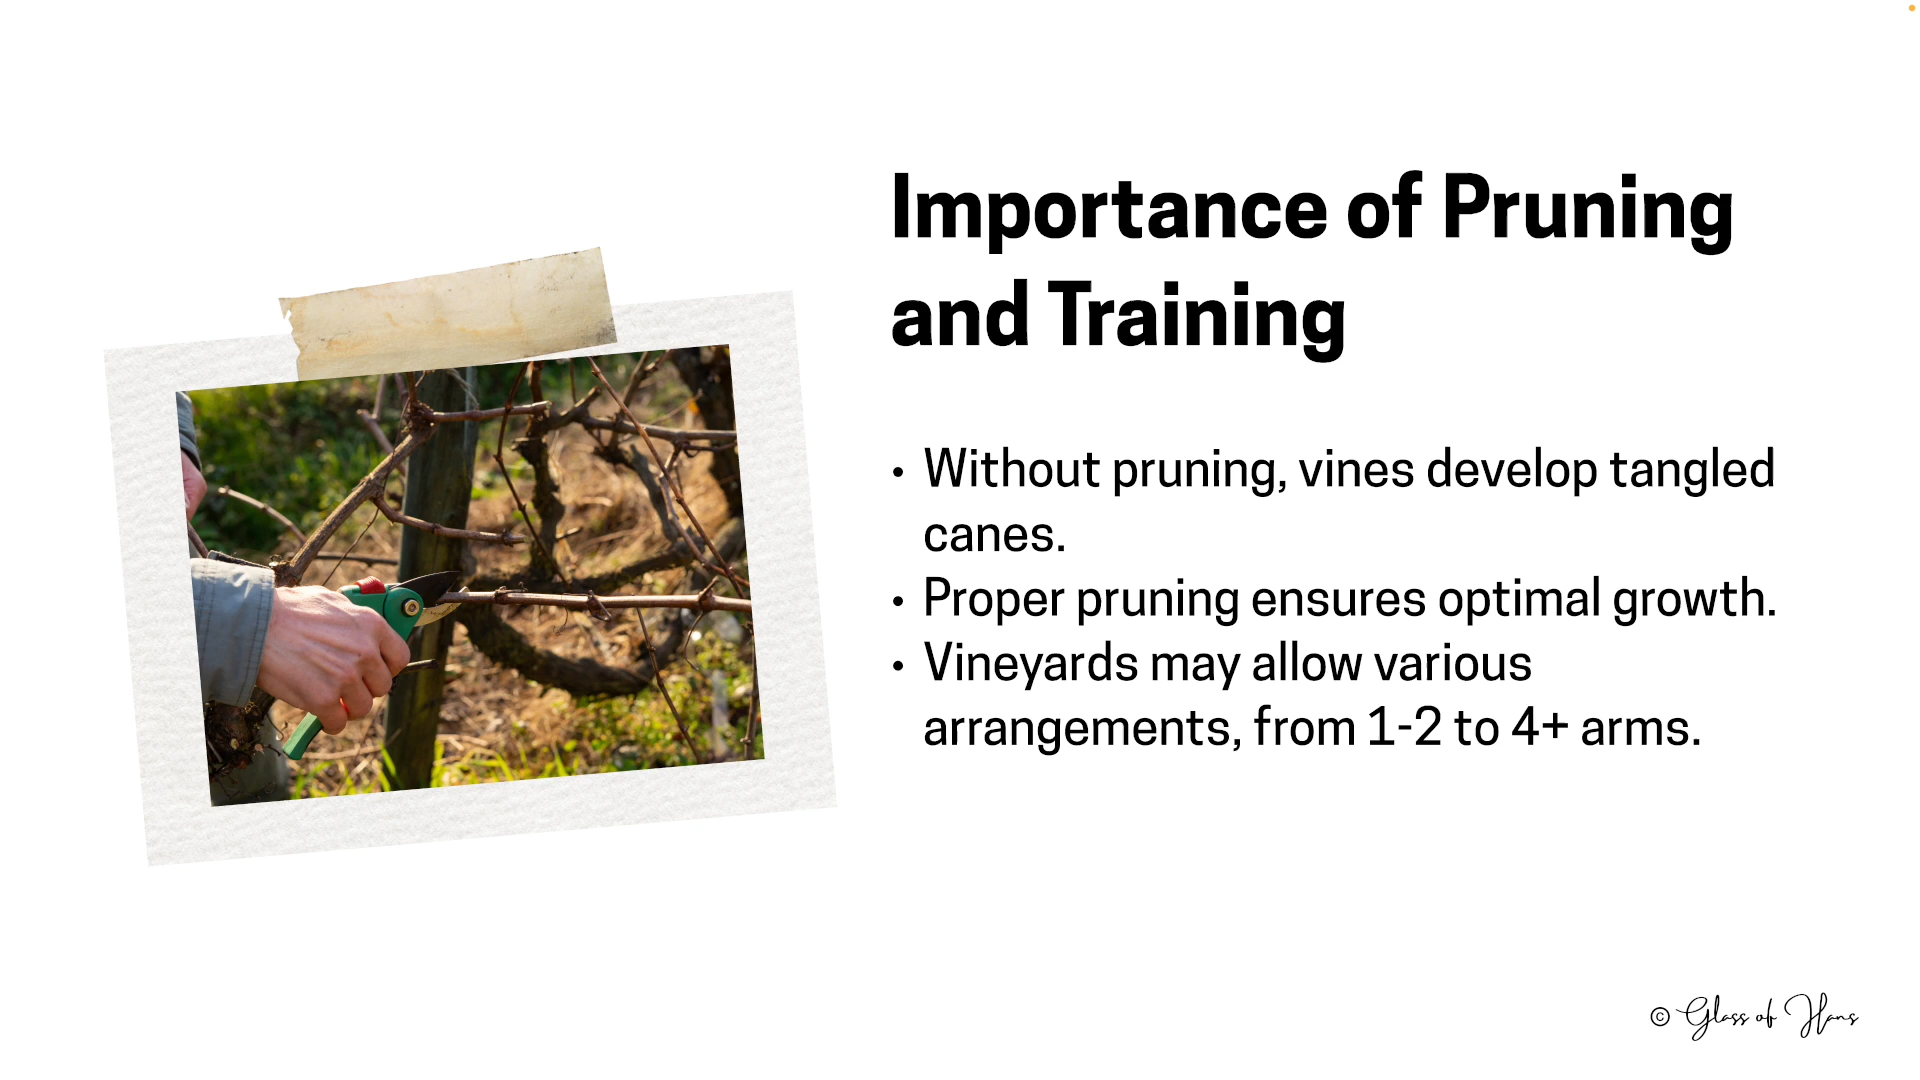 Importance of Pruning
and Training
• Without pruning, vines develop tangled
canes.
• Proper pruning ensures optimal growth.
• Vineyards may allow various
arrangements, from 1-2 to 4+ arms.
© Glass of Hans